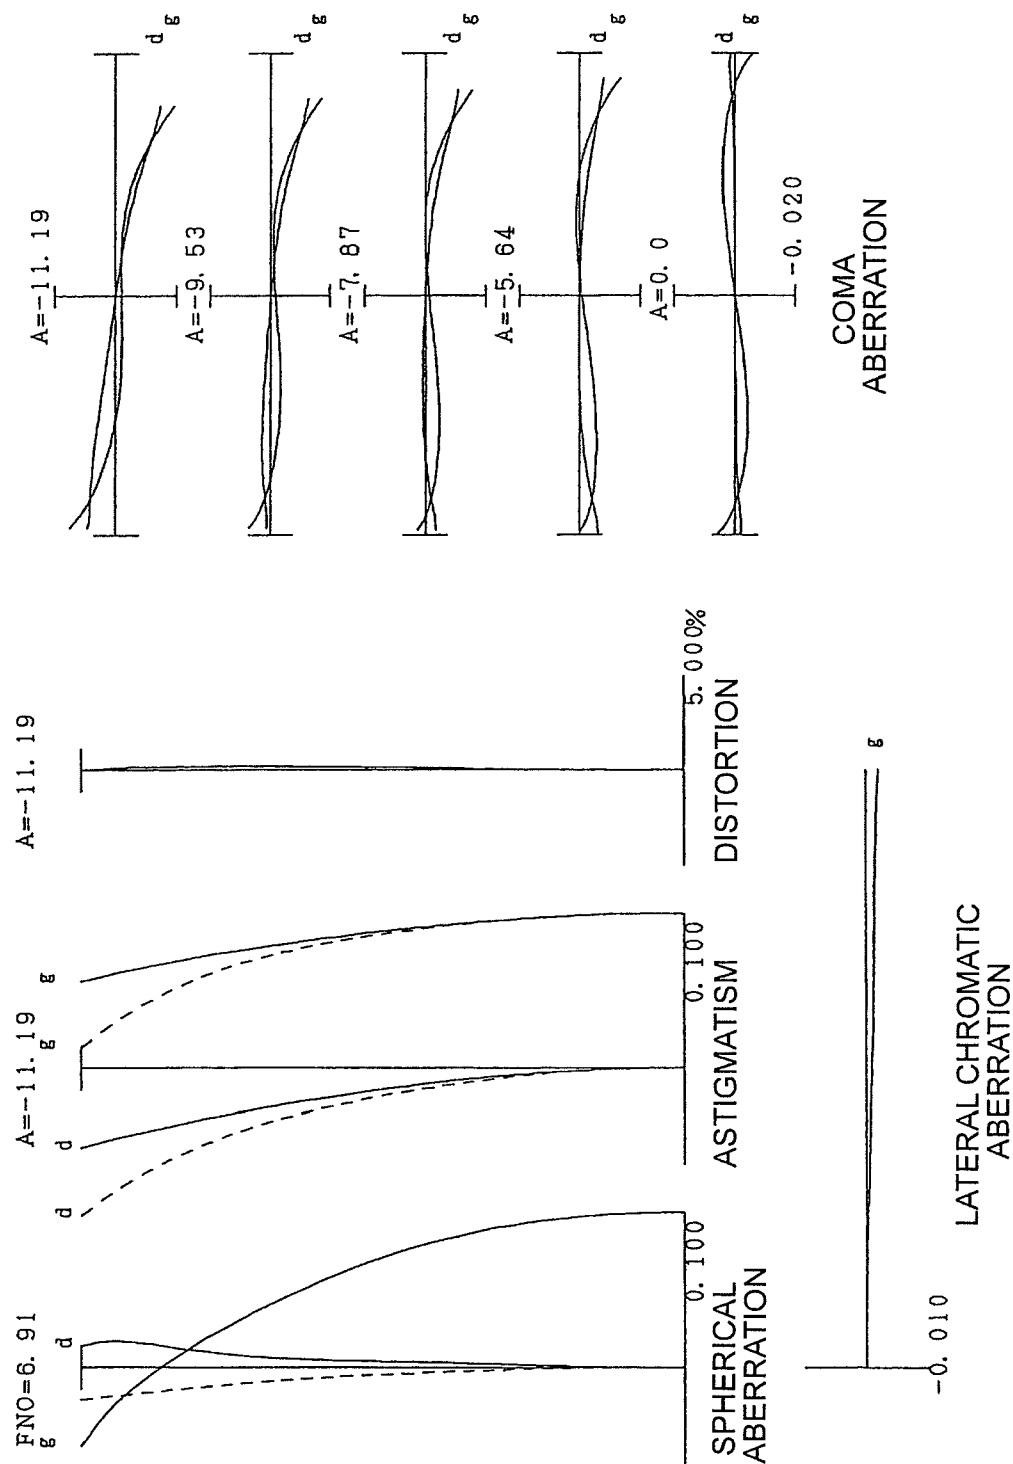 FNO=6. 91
g
d
0. 100
SPHERICAL
ABERRATION
A=-11. 19
d
d
g
g
0. 100
ASTIGMATISM
A=-11. 19
5. 000%
DISTORTION
A=-11. 19
d
g
A=-9. 53
d
g
A=-7. 87
d
g
A=-5. 64
d
g
A=0. 0
d
g
-0. 020
COMA
ABERRATION
g
-0. 010
LATERAL CHROMATIC
ABERRATION